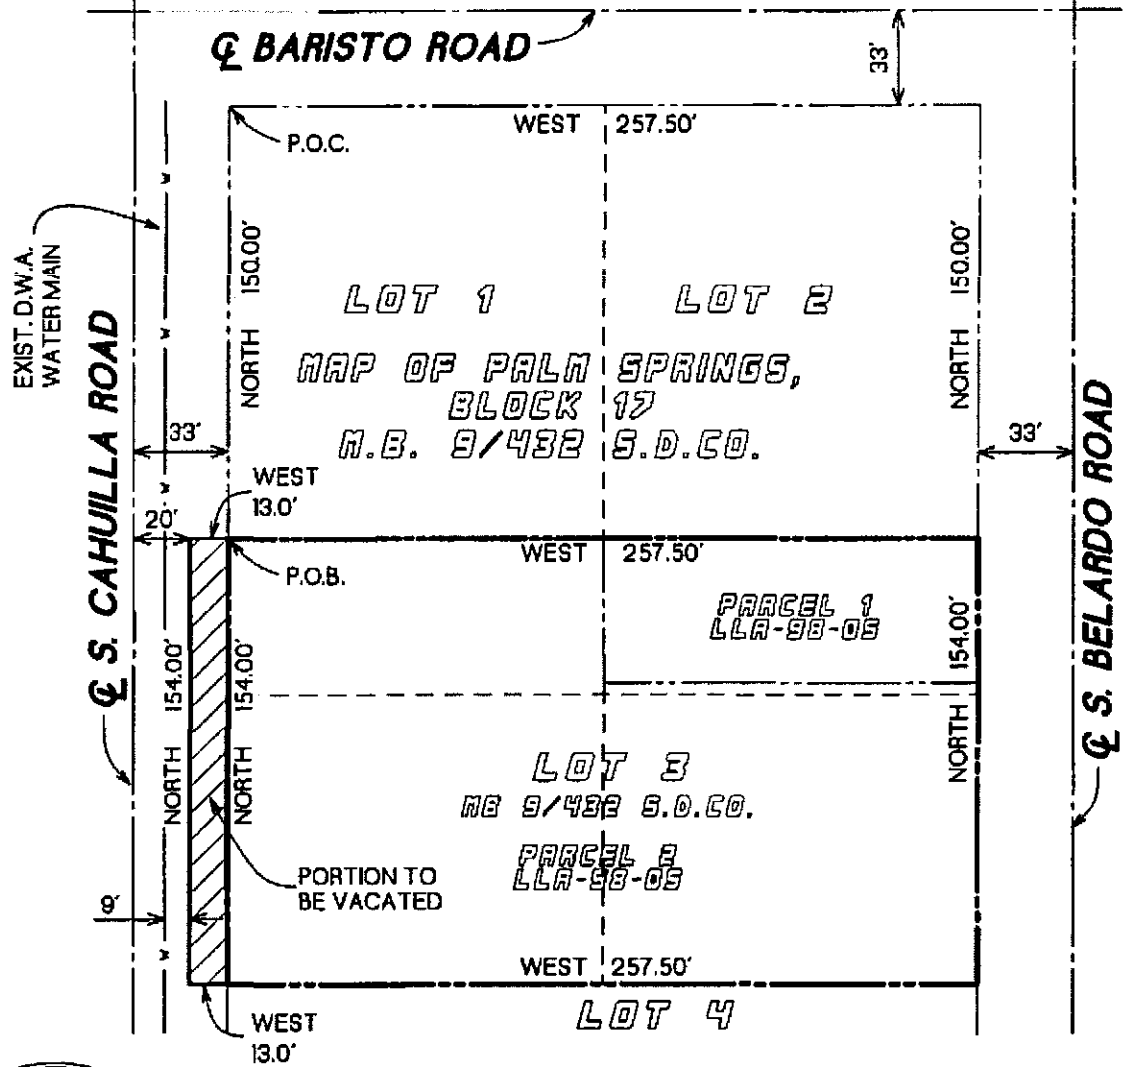 ℄ BARISTO ROAD
33'
WEST 257.50'
P.O.C.
EXIST. D.W.A.
WATER MAIN
W
W
W
W
NORTH 150.00'
NORTH 150.00'
LOT 1
LOT 2
MAP OF PALM SPRINGS,
BLOCK 17
M.B. 9/432 S.D.CO.
33'
33'
℄ S. CAHUILLA ROAD
℄ S. BELARDO ROAD
WEST
13.0'
20'
WEST 257.50'
P.O.B.
PARCEL 1
LLA-98-05
NORTH 154.00'
NORTH 154.00'
NORTH 154.00'
LOT 3
MB 9/432 S.D.CO.
PARCEL 2
LLA-98-05
PORTION TO
BE VACATED
9'
WEST 257.50'
LOT 4
WEST
13.0'